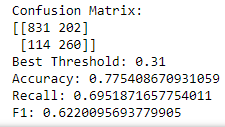 Confusion Matrix:
[[831 202]
 [114 260]]
Best Threshold: 0.31
Accuracy: 0.775408670931059
Recall: 0.6951871657754011
F1: 0.6220095693779905